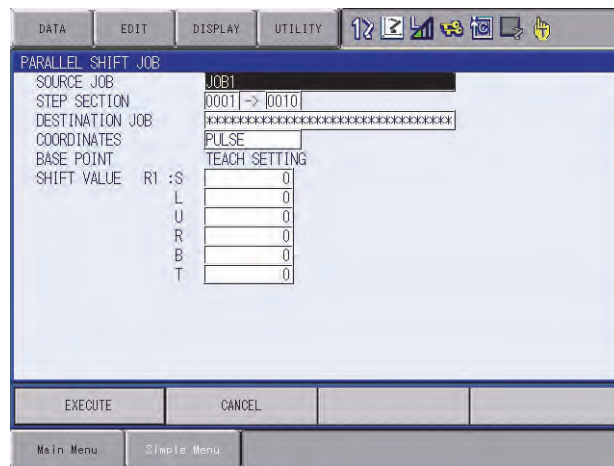 DATA EDIT DISPLAY UTILITY
PARALLEL SHIFT JOB
SOURCE JOB JOB1
STEP SECTION 0001 -> 0010
DESTINATION JOB ********************************
COORDINATES PULSE
BASE POINT TEACH SETTING
SHIFT VALUE R1 :S 0
L 0
U 0
R 0
B 0
T 0
EXECUTE CANCEL
Main Menu Simple Menu